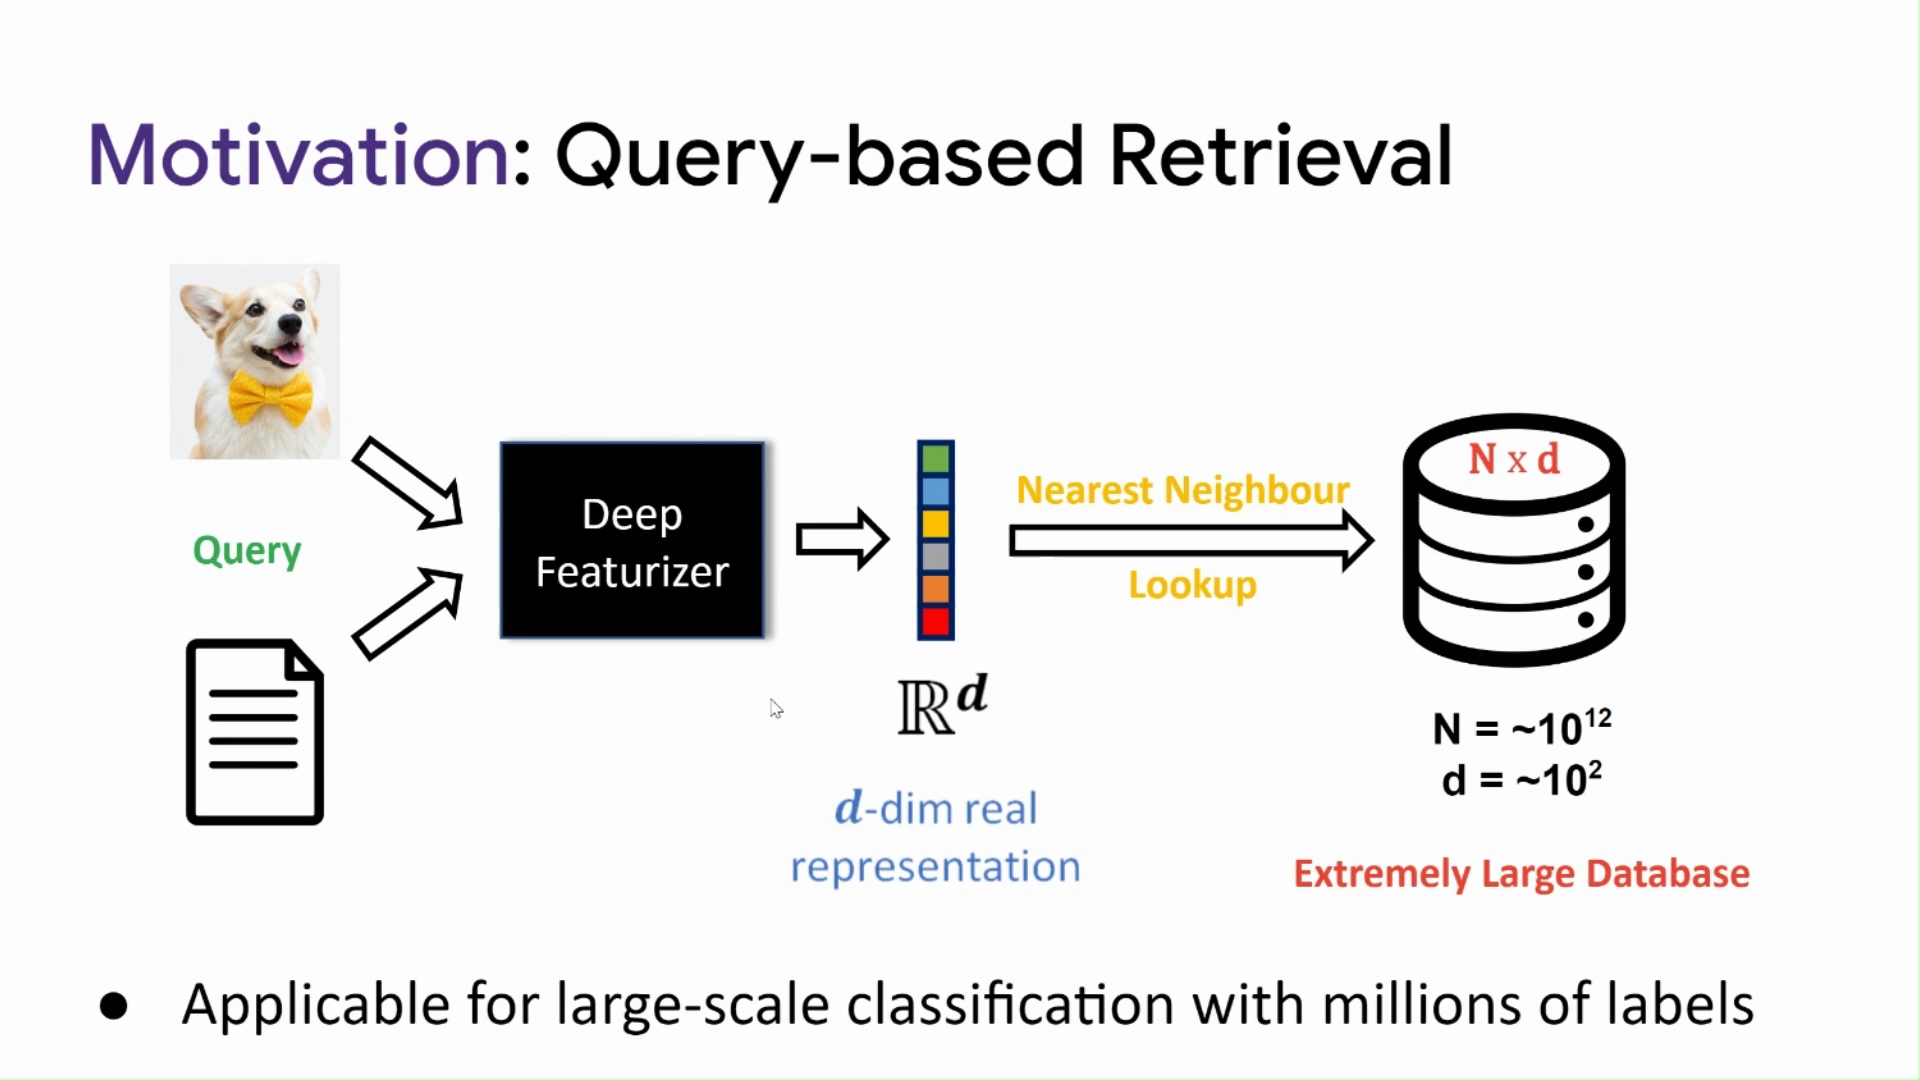 Motivation: Query-based Retrieval
Query
Deep
Featurizer
ℝᵈ
d-dim real
representation
Nearest Neighbour
Lookup
N x d
N = ~10¹²
d = ~10²
Extremely Large Database
● Applicable for large-scale classification with millions of labels